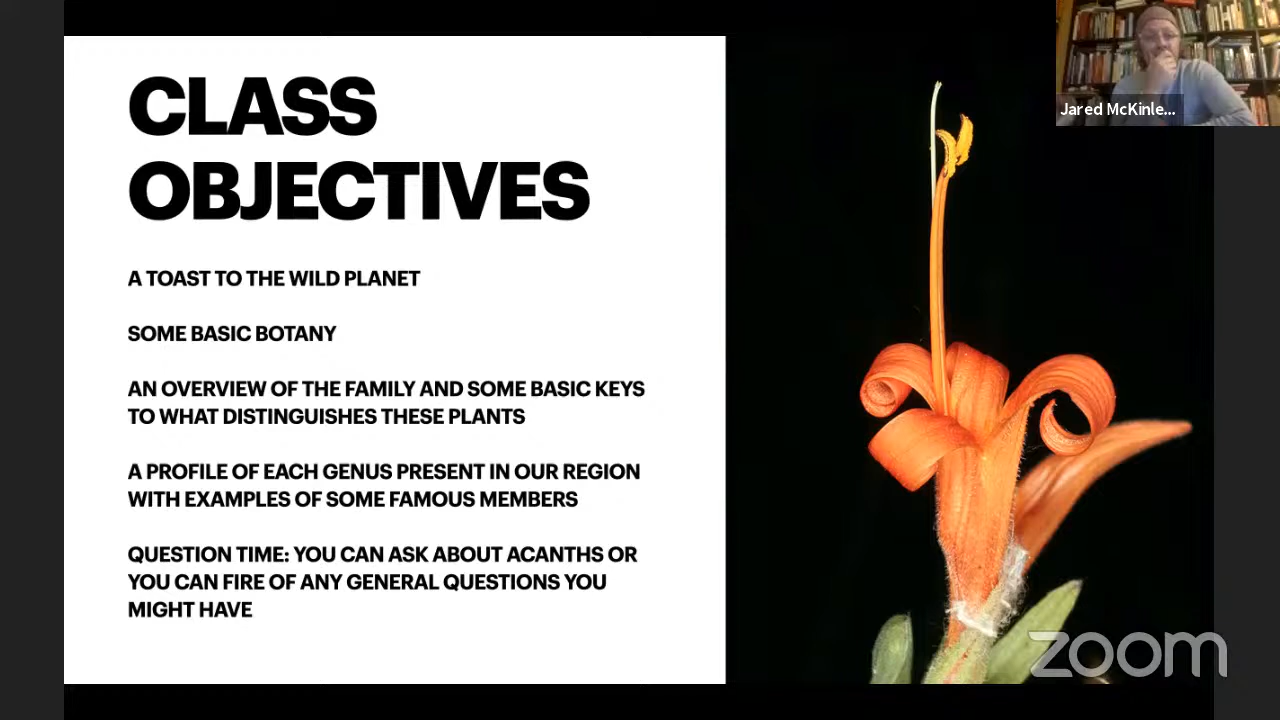 CLASS
OBJECTIVES
A TOAST TO THE WILD PLANET
SOME BASIC BOTANY
AN OVERVIEW OF THE FAMILY AND SOME BASIC KEYS
TO WHAT DISTINGUISHES THESE PLANTS
A PROFILE OF EACH GENUS PRESENT IN OUR REGION
WITH EXAMPLES OF SOME FAMOUS MEMBERS
QUESTION TIME: YOU CAN ASK ABOUT ACANTHS OR
YOU CAN FIRE OF ANY GENERAL QUESTIONS YOU
MIGHT HAVE
Jared McKinle...
zoom